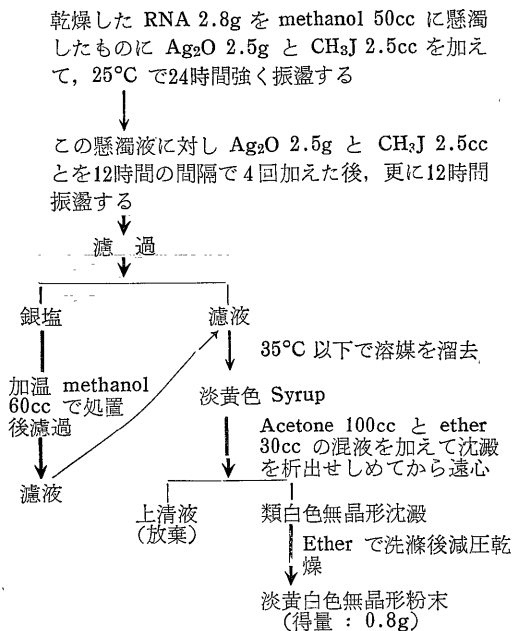 乾燥した RNA 2.8g を methanol 50cc に懸濁
したものに Ag₂O 2.5g と CH₃J 2.5cc を加え
て, 25°C で24時間強く振盪する
この懸濁液に対し Ag₂O 2.5g と CH₃J 2.5cc
とを12時間の間隔で4回加えた後, 更に12時間
振盪する
濾 過
銀塩
濾液
35°C 以下で溶媒を溜去
加温 methanol
60cc で処置
後濾過
濾液
淡黄色 Syrup
Acetone 100cc と ether
30cc の混液を加えて沈澱
を析出せしめてから遠心
上清液
(放棄)
類白色無晶形沈澱
Ether で洗滌後減圧乾
燥
淡黄白色無晶形粉末
(得量 : 0.8g)